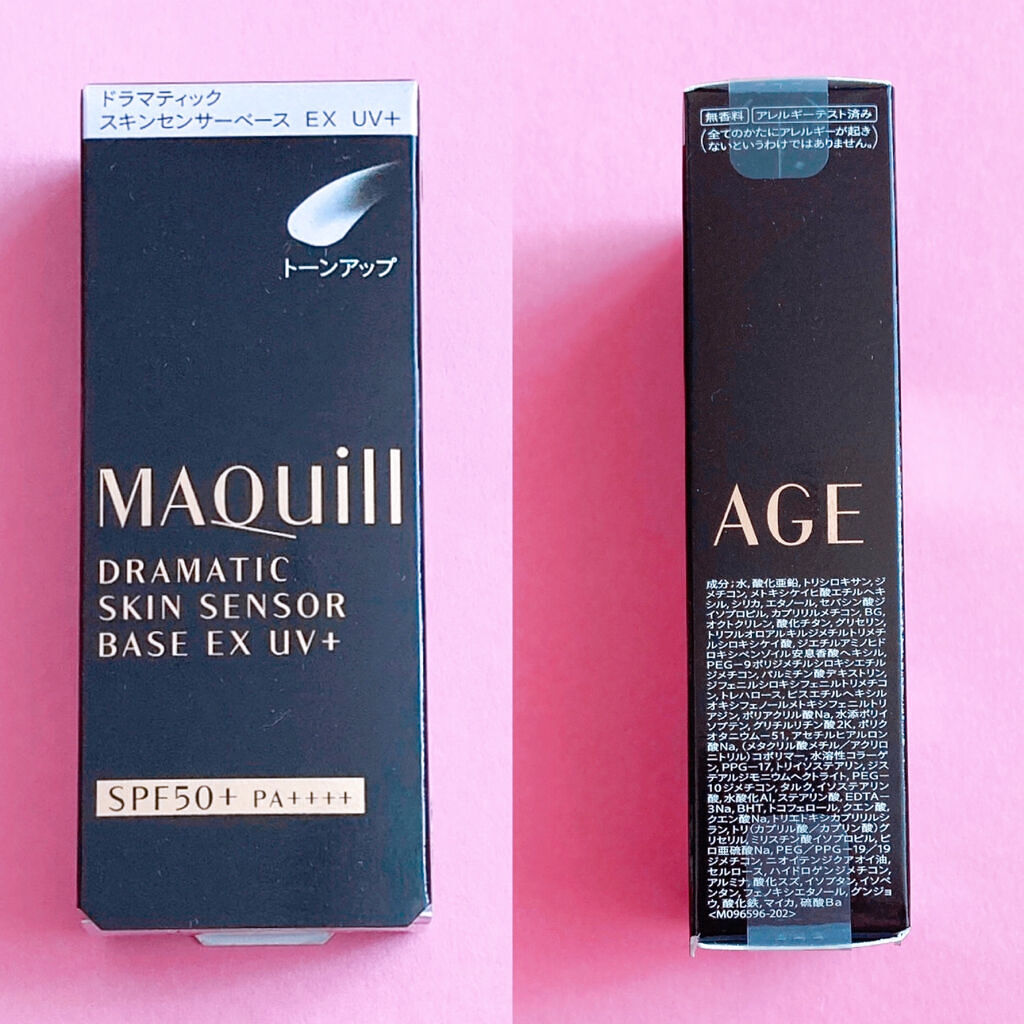 ドラマティック
スキンセンサーベース EX UV+
トーンアップ
MAQuill
DRAMATIC
SKIN SENSOR
BASE EX UV+
SPF50+ PA++++
無香料 アレルギーテスト済み
(全てのかたにアレルギーが起き
ないというわけではありません。)
AGE
成分;水,酸化亜鉛,トリシロキサン,ジ
メチコン,メトキシケイヒ酸エチルヘキ
シル,シリカ,エタノール,セバシン酸ジ
イソプロピル,カプリリルメチコン,BG,
オクトクリレン,酸化チタン,グリセリン,
トリフルオロアルキルジメチルトリメチ
ルシロキシケイ酸,ジエチルアミノヒド
ロキシベンゾイル安息香酸ヘキシル,
PEG-9ポリジメチルシロキシエチル
ジメチコン,パルミチン酸デキストリン,
ジフェニルシロキシフェニルトリメチコ
ン,トレハロース,ビスエチルヘキシル
オキシフェノールメトキシフェニルトリ
アジン,ポリアクリル酸Na,水添ポリイ
ソブテン,グリチルリチン酸2K,ポリク
オタニウム-51,アセチルヒアルロン
酸Na,(メタクリル酸メチル/アクリロ
ニトリル)コポリマー,水溶性コラーゲ
ン,PPG-17,トリイソステアリン,ジス
テアルジモニウムヘクトライト,PEG-
10ジメチコン,タルク,イソステアリン
酸,水酸化Al,ステアリン酸,EDTA-
3Na,BHT,トコフェロール,クエン酸,
クエン酸Na,トリエトキシカプリリルシ
ラン,トリ(カプリル酸/カプリン酸)グ
リセリル,ミリスチン酸イソプロピル,ピ
ロ亜硫酸Na,PEG/PPG-19/19
ジメチコン,ニオイテンジクアオイ油,
セルロース,ハイドロゲンジメチコン,
アルミナ,酸化スズ,イソブタン,イソペ
ンタン,フェノキシエタノール,グンジョ
ウ,酸化鉄,マイカ,硫酸Ba
<M096596-202>